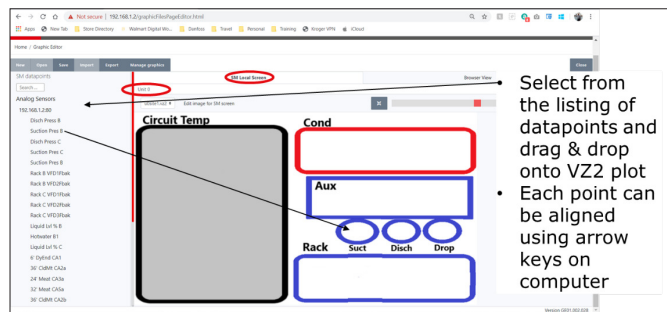 Not secure | 192.168.1.2/graphicFilesPageEditor.html
Apps New Tab Store Directory Walmart Digital Wo... Danfoss Travel Personal Training Kroger VPN iCloud
Home / Graphic Editor
New Open Save Import Export Manage graphics Close
SM datapoints
SM Local Screen
Browser View
Search ...
Unit 0
Analog Sensors
Edit image for SM screen
192.168.1.2:80
Disch Press B
Suction Pres B
Disch Press C
Suction Pres C
Suction Pres B
Rack B VFD1Fbak
Rack B VFD2Fbak
Rack C VFD1Fbak
Rack C VFD2Fbak
Rack C VFD3Fbak
Liquid Lvl % B
Hotwater B1
Liquid Lvl % C
6' DyEnd CA1
36' CldMt CA2a
24' Meat CA3a
32' Meat CA5a
36' CldMt CA2b
Circuit Temp
Cond
Aux
Suct Disch Drop
Rack
• Select from
the listing of
datapoints and
drag & drop
onto VZ2 plot
• Each point can
be aligned
using arrow
keys on
computer